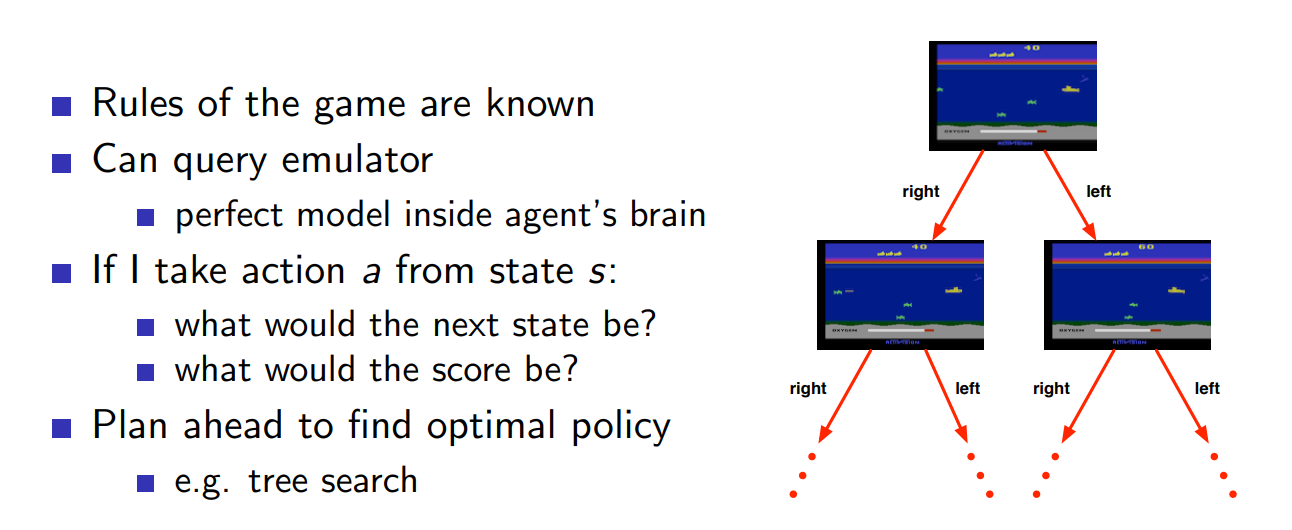 Rules of the game are known
Can query emulator
perfect model inside agent's brain
If I take action a from state s:
what would the next state be?
what would the score be?
Plan ahead to find optimal policy
e.g. tree search
40
OXYGEN
ACTIVISION
right
left
40
OXYGEN
ACTIVISION
60
OXYGEN
ACTIVISION
right
left
right
left